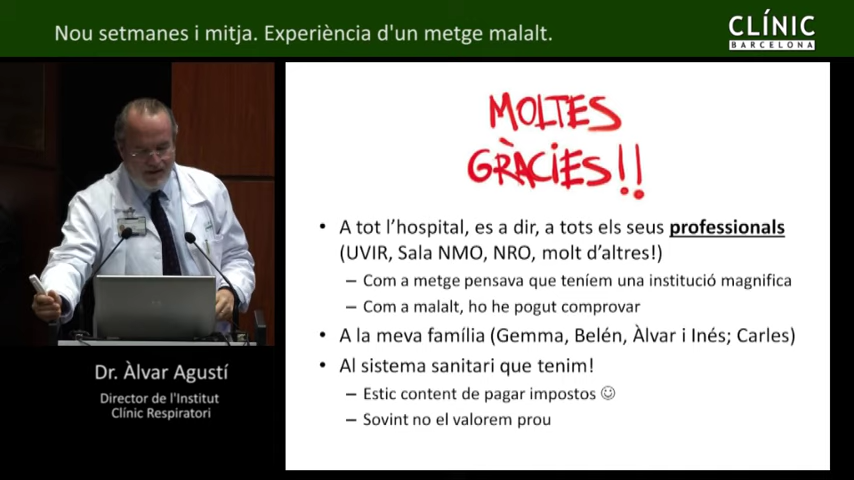 Nou setmanes i mitja. Experiència d'un metge malalt.
CLÍNIC
BARCELONA
MOLTES
GRÀCIES!!
• A tot l'hospital, es a dir, a tots els seus professionals
(UVIR, Sala NMO, NRO, molt d'altres!)
– Com a metge pensava que teníem una institució magnifica
– Com a malalt, ho he pogut comprovar
• A la meva família (Gemma, Belén, Àlvar i Inés; Carles)
• Al sistema sanitari que tenim!
– Estic content de pagar impostos ☺
– Sovint no el valorem prou
Dr. Àlvar Agustí
Director de l'Institut
Clínic Respiratori